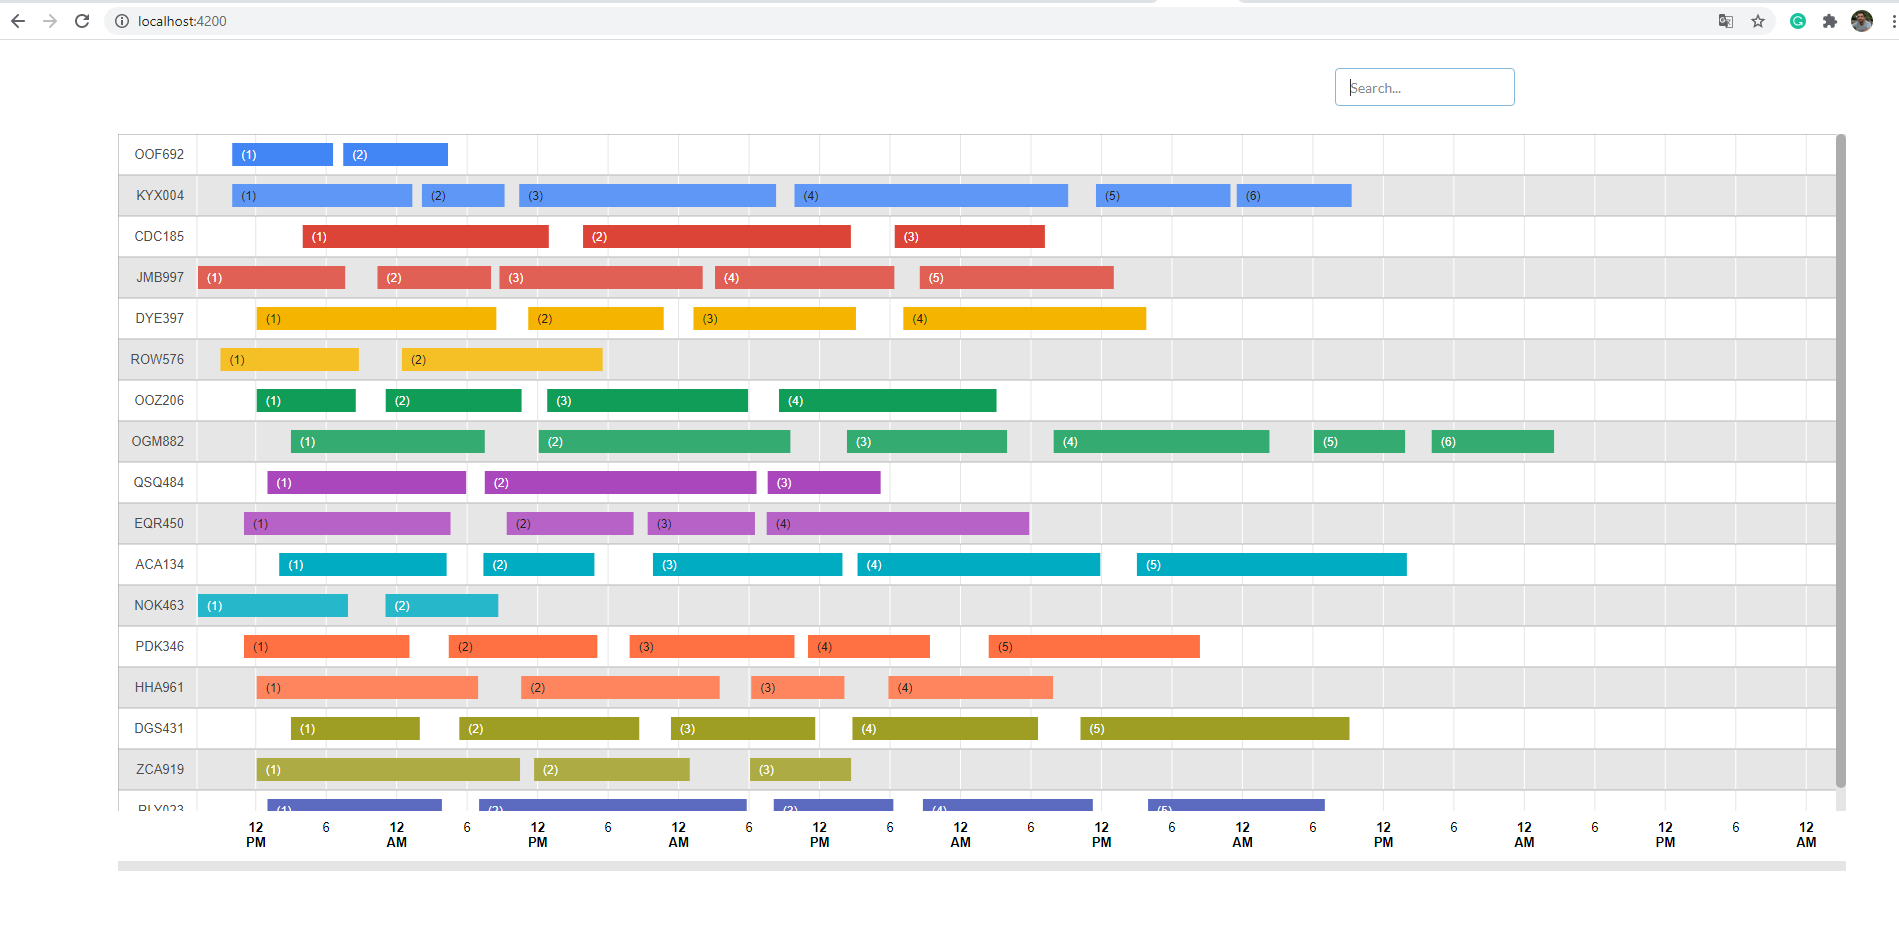 localhost:4200
Search...
OOF692 (1) (2)
KYX004 (1) (2) (3) (4) (5) (6)
CDC185 (1) (2) (3)
JMB997 (1) (2) (3) (4) (5)
DYE397 (1) (2) (3) (4)
ROW576 (1) (2)
OOZ206 (1) (2) (3) (4)
OGM882 (1) (2) (3) (4) (5) (6)
QSQ484 (1) (2) (3)
EQR450 (1) (2) (3) (4)
ACA134 (1) (2) (3) (4) (5)
NOK463 (1) (2)
PDK346 (1) (2) (3) (4) (5)
HHA961 (1) (2) (3) (4)
DGS431 (1) (2) (3) (4) (5)
ZCA919 (1) (2) (3)
(1) (2) (3) (4) (5)
12 6 12 6 12 6 12 6 12 6 12 6 12 6 12 6 12 6 12 6 12 6 12
PM AM PM AM PM AM PM AM PM AM PM AM